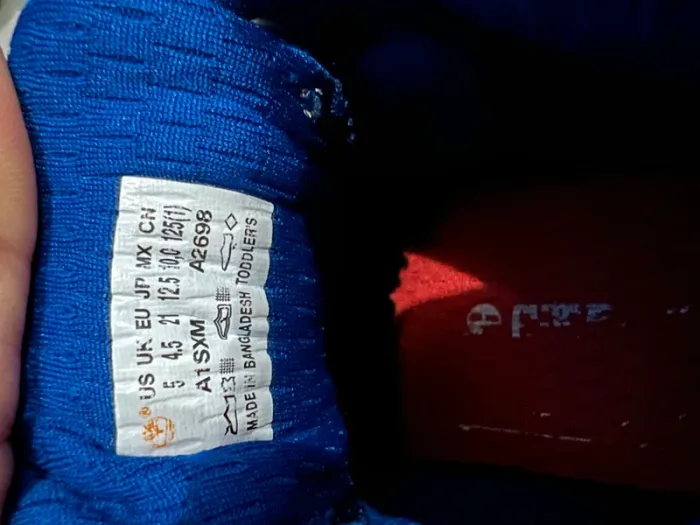 ® US UK EU JP MX CN
5 4.5 21 12.5 10.0 125(1)
A1SXM A2698
MADE IN BANGLADESH TODDLER'S